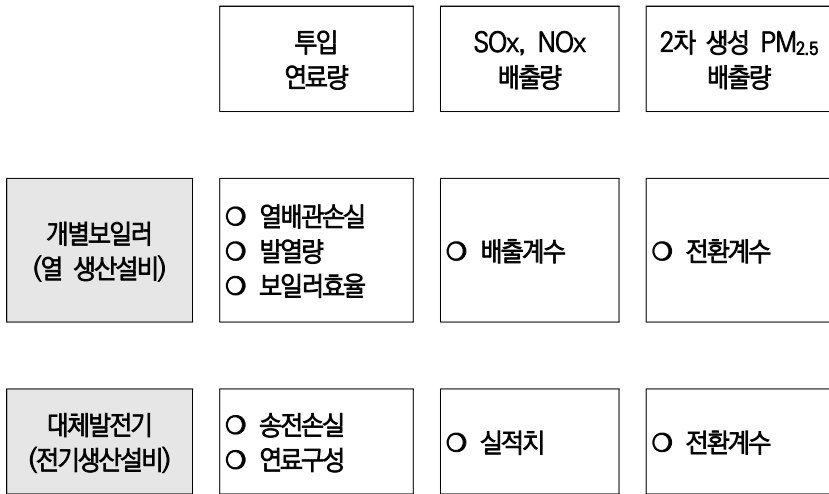 투입
연료량
SOx, NOx
배출량
2차 생성 PM₂.₅
배출량
개별보일러
(열 생산설비)
○ 열배관손실
○ 발열량
○ 보일러효율
○ 배출계수
○ 전환계수
대체발전기
(전기생산설비)
○ 송전손실
○ 연료구성
○ 실적치
○ 전환계수